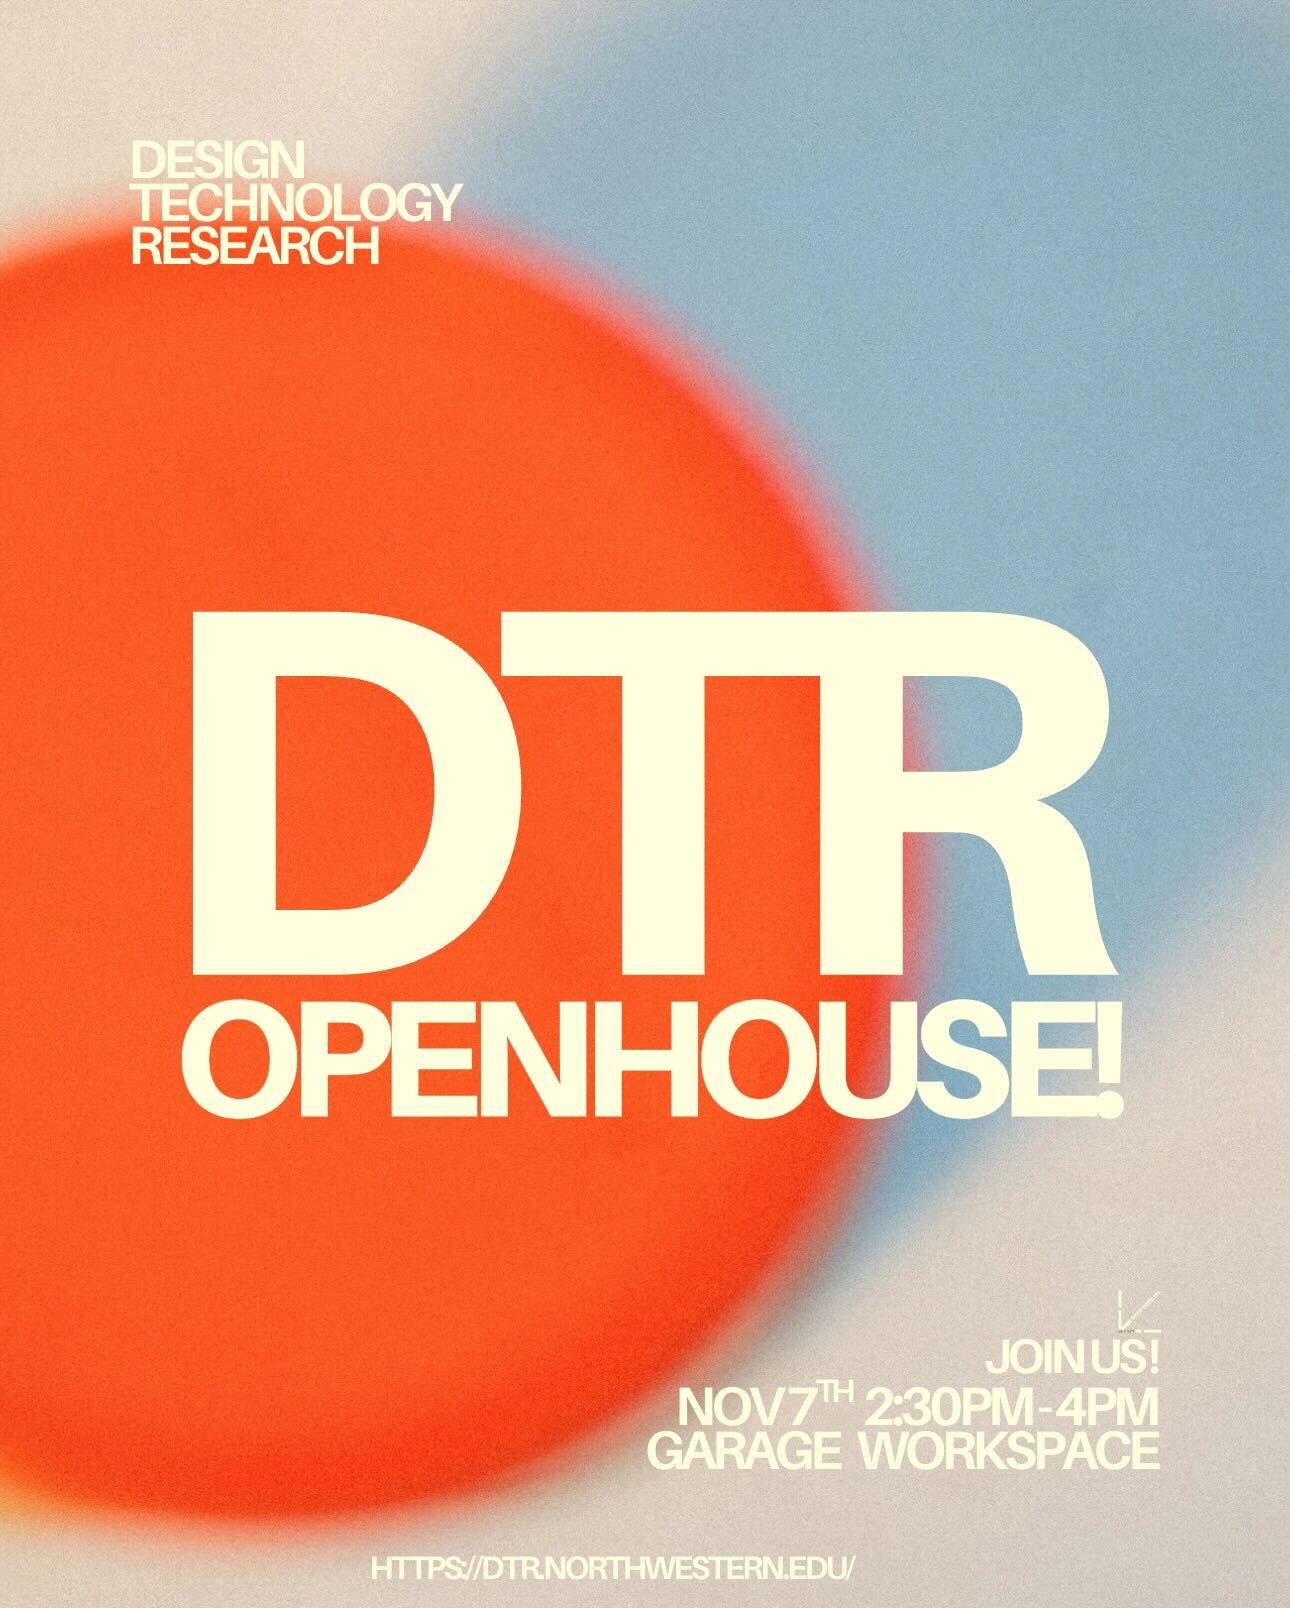 DESIGN
TECHNOLOGY
RESEARCH
DTR
OPENHOUSE!
JOIN US!
NOV 7TH 2:30PM-4PM
GARAGE WORKSPACE
HTTPS://DTR.NORTHWESTERN.EDU/